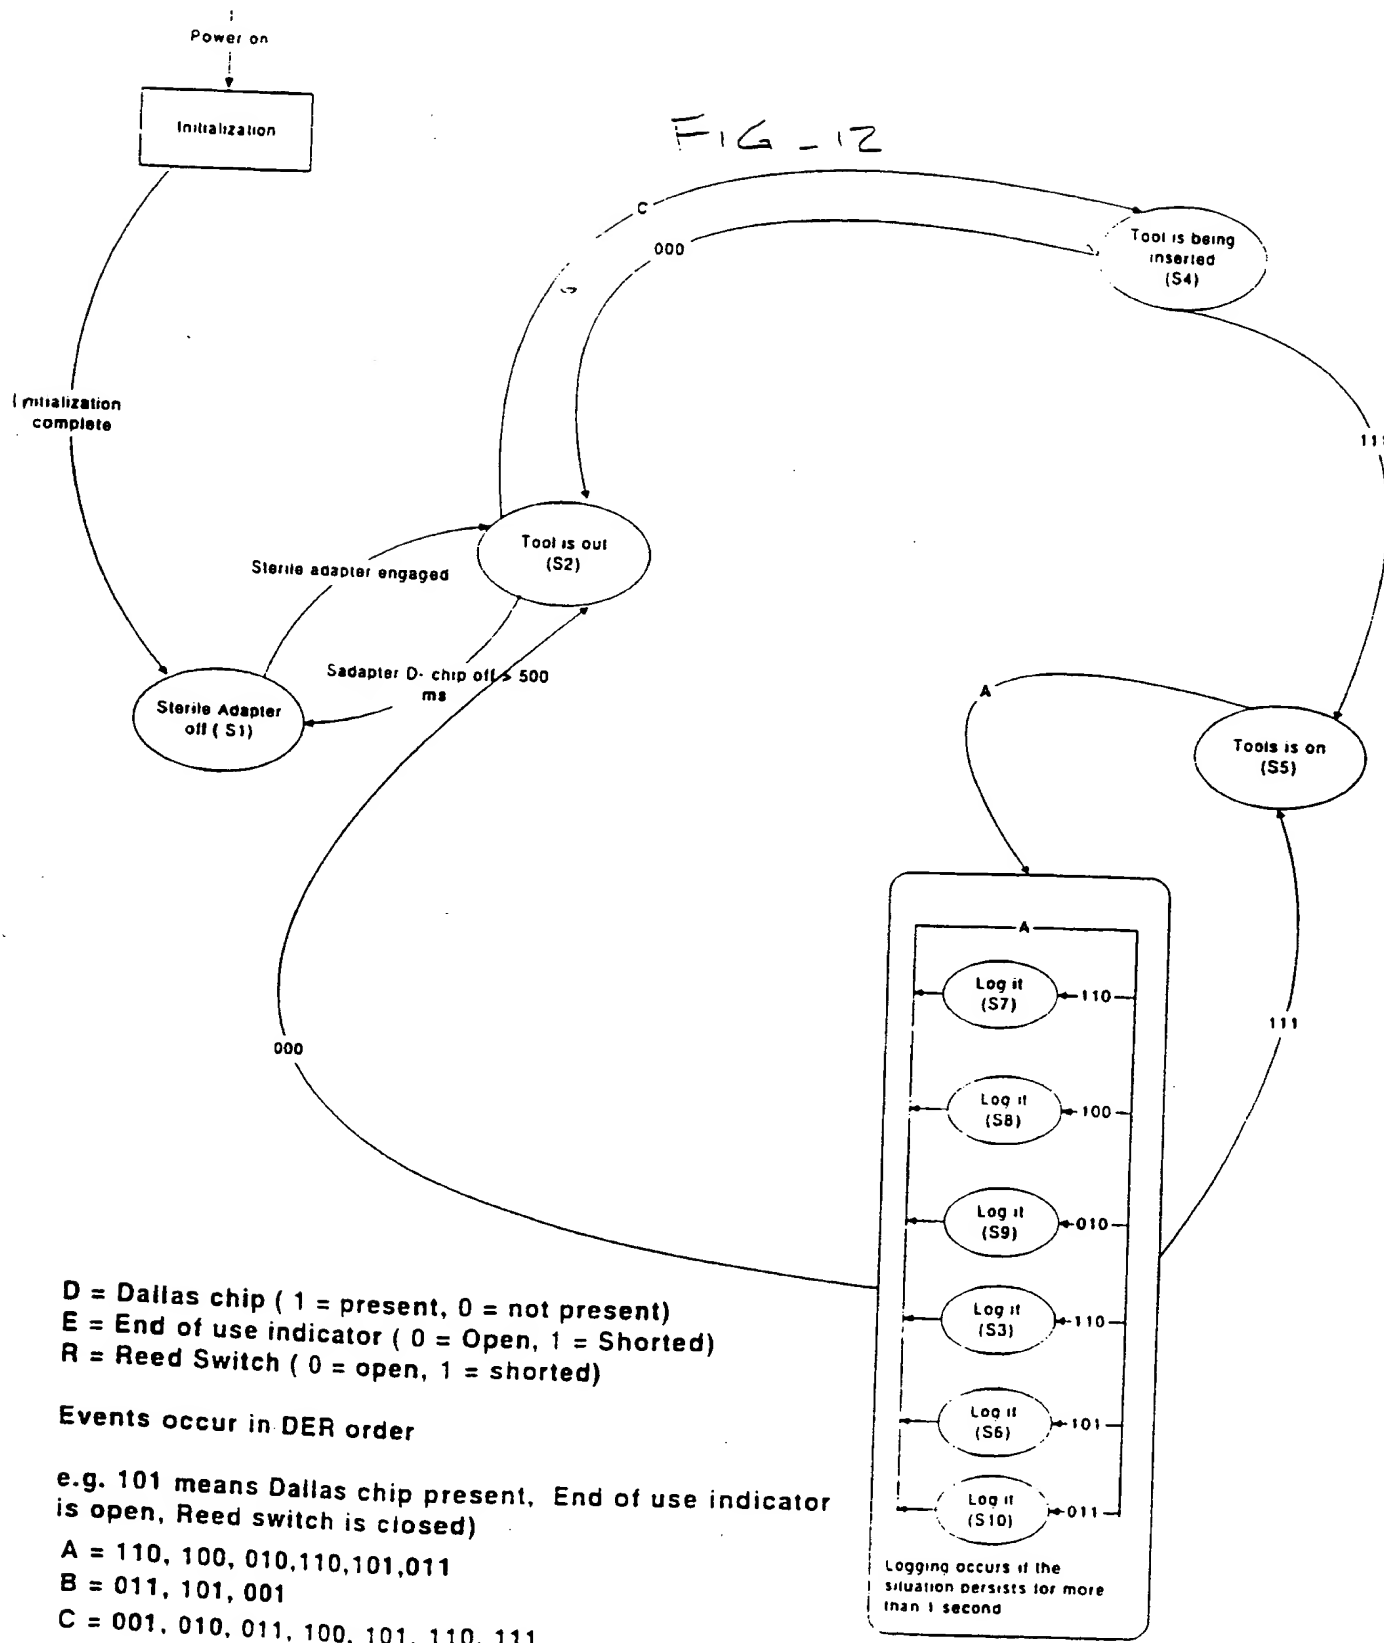 Power on
Initialization
FIG - 12
C
000
Tool is being
inserted
(S4)
Initialization
complete
111
Tool is out
(S2)
Sterile adapter engaged
Sadapter D- chip off > 500
ms
Sterile Adapter
off ( S1)
A
Tools is on
(S5)
A
Log it
(S7)
110
Log it
(S8)
100
Log it
(S9)
010
Log it
(S3)
110
Log it
(S6)
101
Log it
(S10)
011
Logging occurs if the
situation persists for more
than 1 second
111
000
D = Dallas chip ( 1 = present, 0 = not present)
E = End of use indicator ( 0 = Open, 1 = Shorted)
R = Reed Switch ( 0 = open, 1 = shorted)
Events occur in DER order
e.g. 101 means Dallas chip present, End of use indicator
is open, Reed switch is closed)
A = 110, 100, 010,110,101,011
B = 011, 101, 001
C = 001, 010, 011, 100, 101, 110, 111